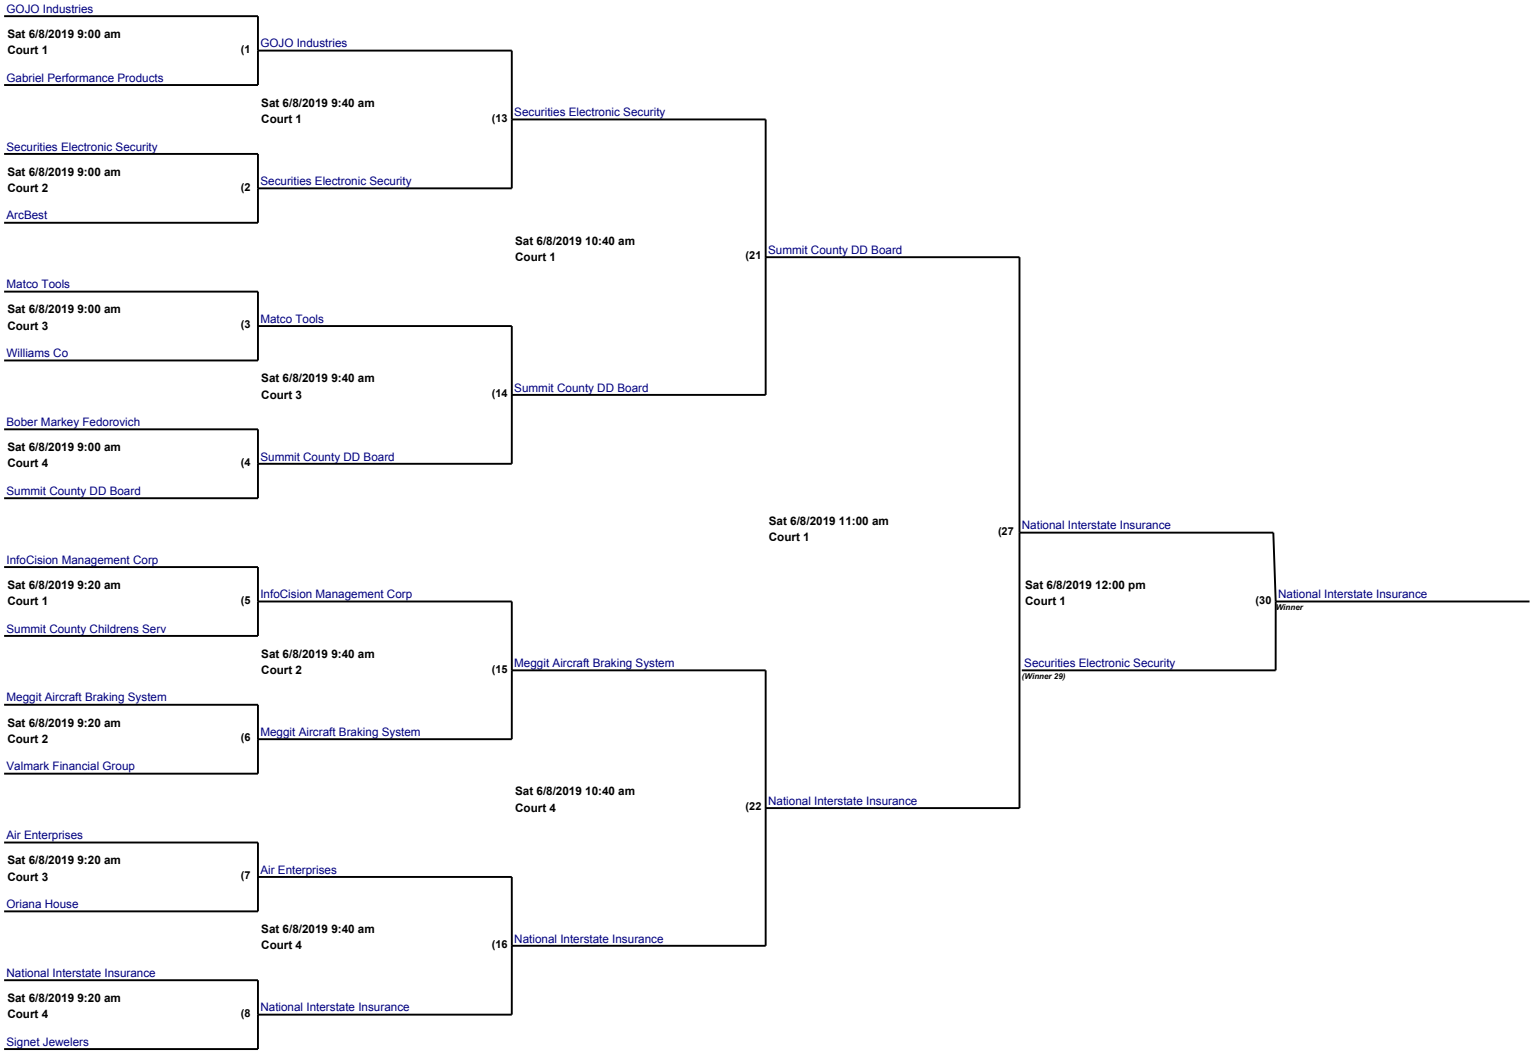 GOJO Industries
Sat 6/8/2019 9:00 am
Court 1
(1
Gabriel Performance Products
GOJO Industries
Sat 6/8/2019 9:40 am
Court 1
(13
Securities Electronic Security
Securities Electronic Security
Sat 6/8/2019 9:00 am
Court 2
(2
ArcBest
Securities Electronic Security
Sat 6/8/2019 10:40 am
Court 1
(21
Summit County DD Board
Matco Tools
Sat 6/8/2019 9:00 am
Court 3
(3
Williams Co
Matco Tools
Sat 6/8/2019 9:40 am
Court 3
(14
Summit County DD Board
Bober Markey Fedorovich
Sat 6/8/2019 9:00 am
Court 4
(4
Summit County DD Board
Summit County DD Board
Sat 6/8/2019 11:00 am
Court 1
(27
National Interstate Insurance
InfoCision Management Corp
Sat 6/8/2019 9:20 am
Court 1
(5
Summit County Childrens Serv
InfoCision Management Corp
Sat 6/8/2019 12:00 pm
Court 1
(30
National Interstate Insurance
Winner
Securities Electronic Security
(Winner 29)
Sat 6/8/2019 9:40 am
Court 2
(15
Meggit Aircraft Braking System
Meggit Aircraft Braking System
Sat 6/8/2019 9:20 am
Court 2
(6
Valmark Financial Group
Meggit Aircraft Braking System
Sat 6/8/2019 10:40 am
Court 4
(22
National Interstate Insurance
Air Enterprises
Sat 6/8/2019 9:20 am
Court 3
(7
Oriana House
Air Enterprises
Sat 6/8/2019 9:40 am
Court 4
(16
National Interstate Insurance
National Interstate Insurance
Sat 6/8/2019 9:20 am
Court 4
(8
Signet Jewelers
National Interstate Insurance